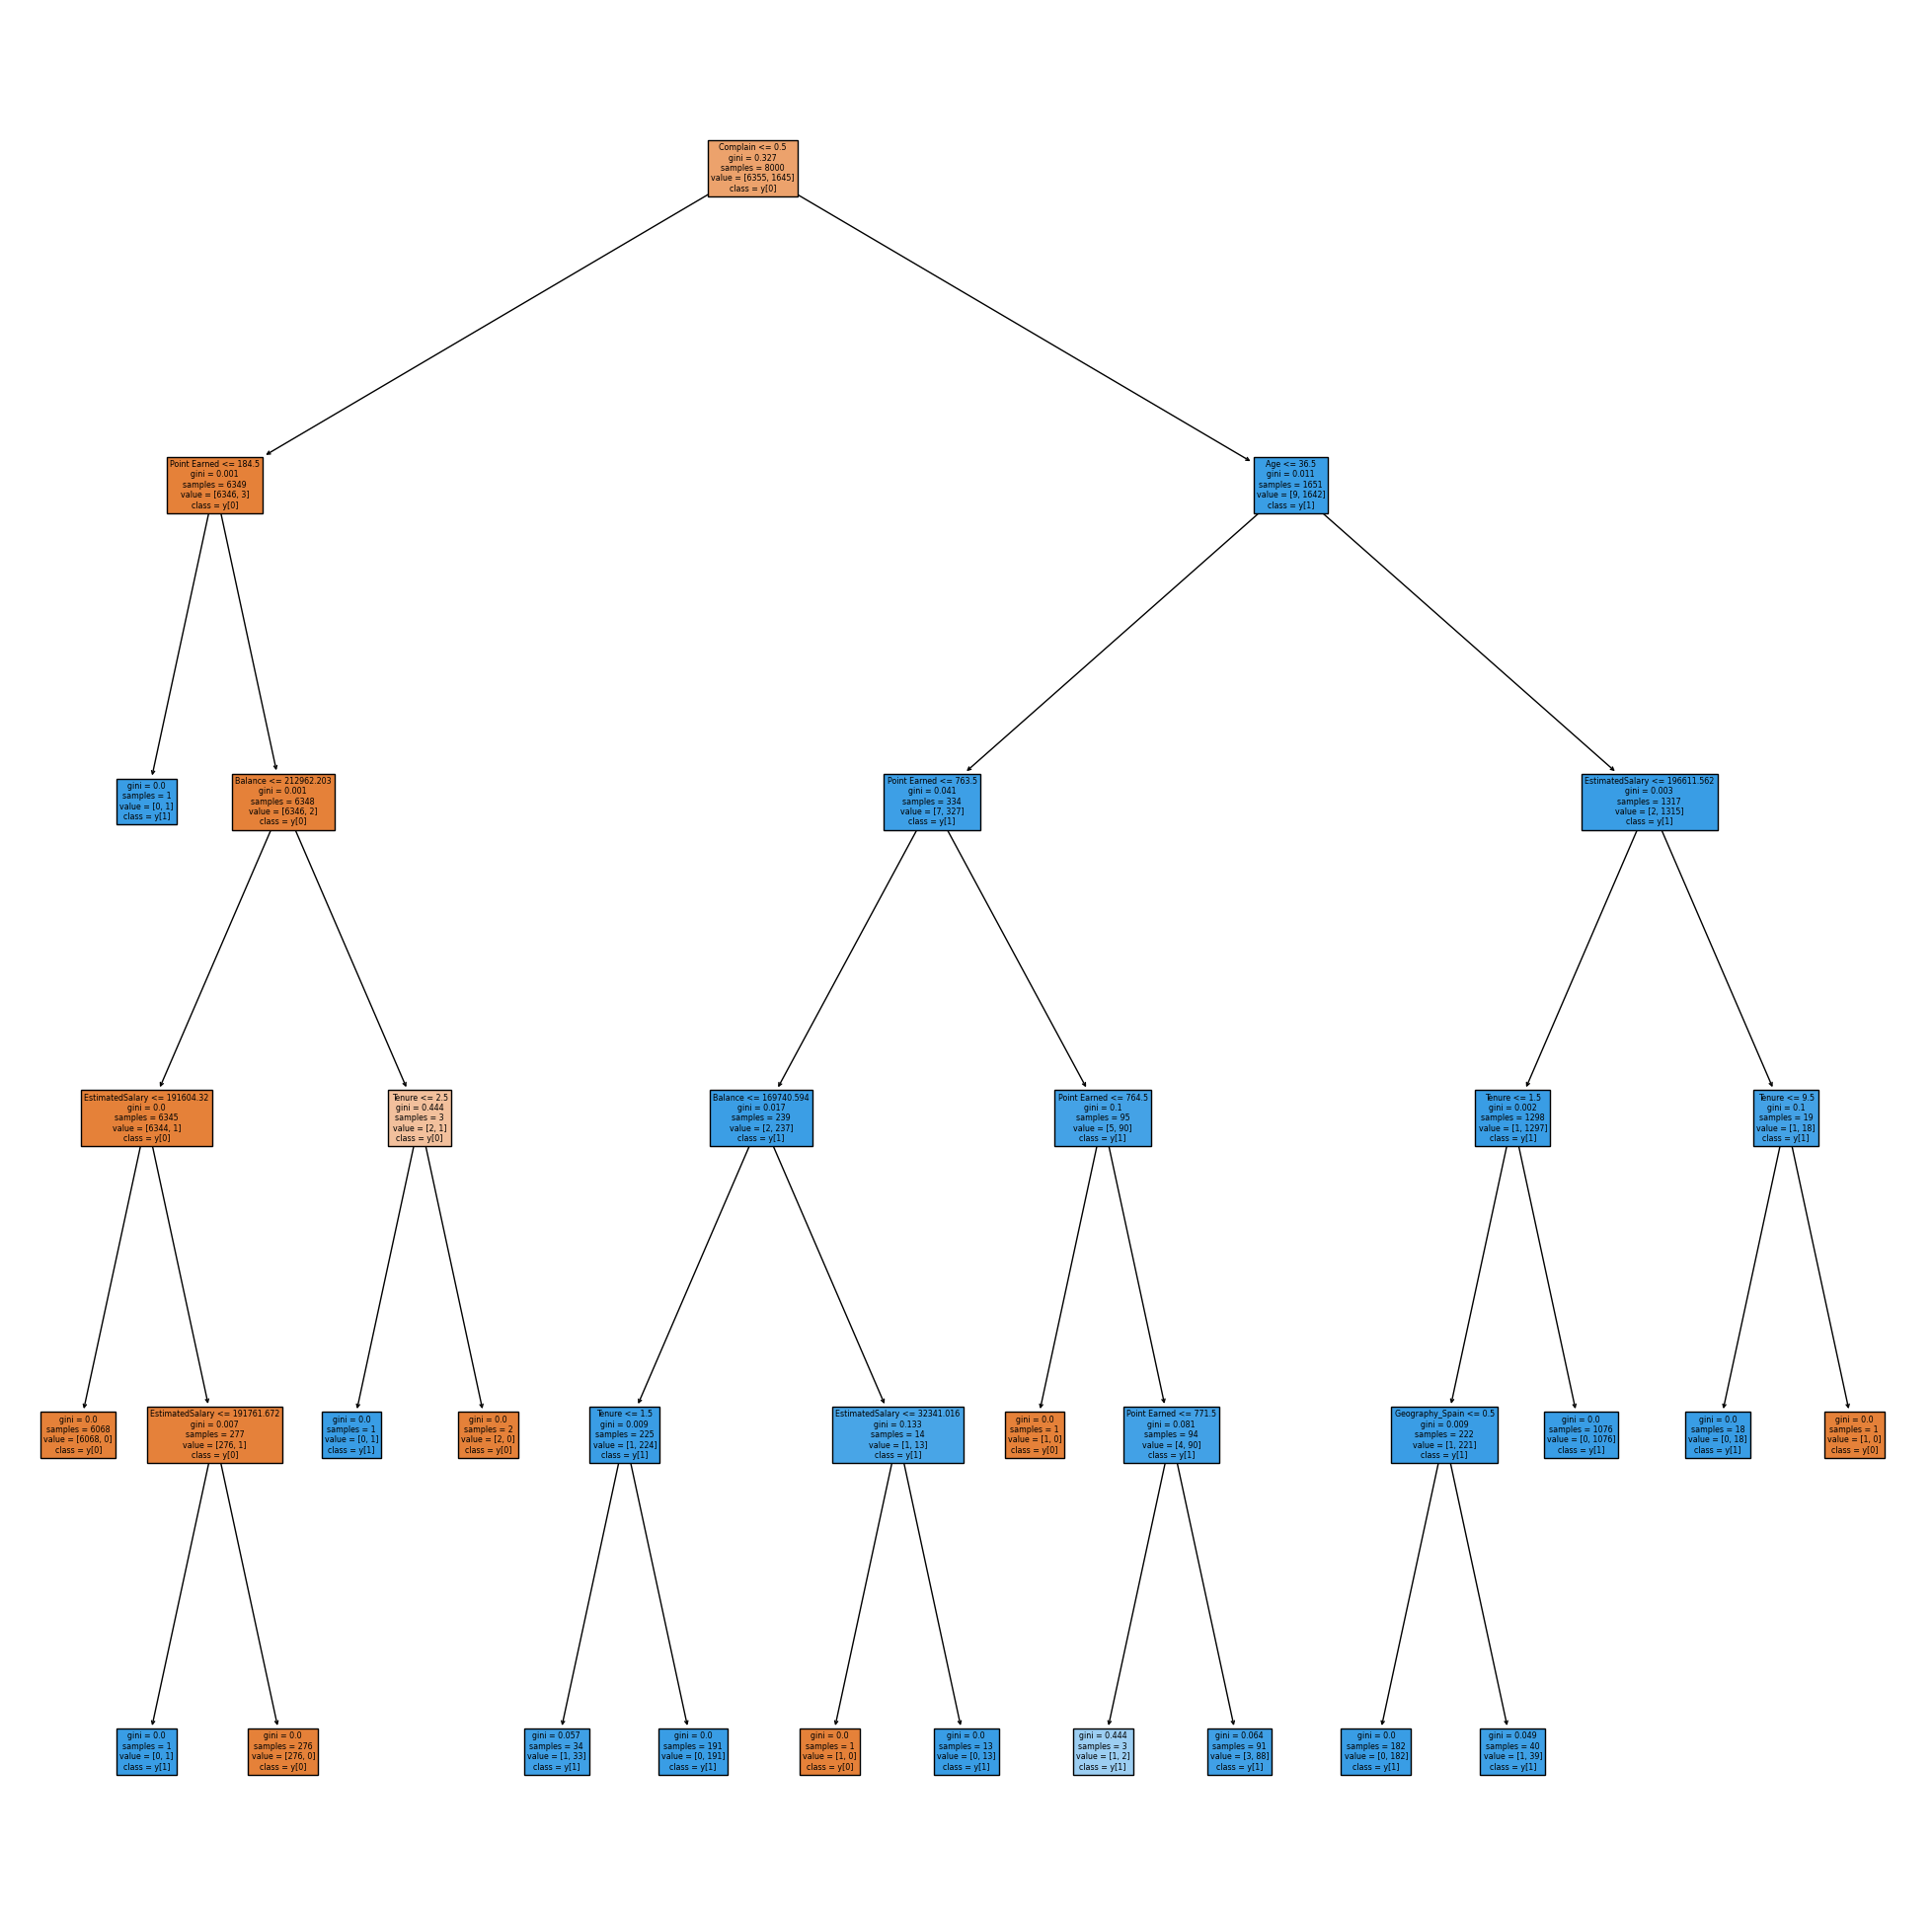 Complain <= 0.5
gini = 0.327
samples = 8000
value = [6355, 1645]
class = y[0]
Point Earned <= 184.5
gini = 0.001
samples = 6349
value = [6346, 3]
class = y[0]
Age <= 36.5
gini = 0.011
samples = 1651
value = [9, 1642]
class = y[1]
gini = 0.0
samples = 1
value = [0, 1]
class = y[1]
Balance <= 212962.203
gini = 0.001
samples = 6348
value = [6346, 2]
class = y[0]
Point Earned <= 763.5
gini = 0.041
samples = 334
value = [7, 327]
class = y[1]
EstimatedSalary <= 196611.562
gini = 0.003
samples = 1317
value = [2, 1315]
class = y[1]
EstimatedSalary <= 191604.32
gini = 0.0
samples = 6345
value = [6344, 1]
class = y[0]
Tenure <= 2.5
gini = 0.444
samples = 3
value = [2, 1]
class = y[0]
Balance <= 169740.594
gini = 0.017
samples = 239
value = [2, 237]
class = y[1]
Point Earned <= 764.5
gini = 0.1
samples = 95
value = [5, 90]
class = y[1]
Tenure <= 1.5
gini = 0.002
samples = 1298
value = [1, 1297]
class = y[1]
Tenure <= 9.5
gini = 0.1
samples = 19
value = [1, 18]
class = y[1]
gini = 0.0
samples = 6068
value = [6068, 0]
class = y[0]
EstimatedSalary <= 191761.672
gini = 0.007
samples = 277
value = [276, 1]
class = y[0]
gini = 0.0
samples = 1
value = [0, 1]
class = y[1]
gini = 0.0
samples = 2
value = [2, 0]
class = y[0]
Tenure <= 1.5
gini = 0.009
samples = 225
value = [1, 224]
class = y[1]
EstimatedSalary <= 32341.016
gini = 0.133
samples = 14
value = [1, 13]
class = y[1]
gini = 0.0
samples = 1
value = [1, 0]
class = y[0]
Point Earned <= 771.5
gini = 0.081
samples = 94
value = [4, 90]
class = y[1]
Geography_Spain <= 0.5
gini = 0.009
samples = 222
value = [1, 221]
class = y[1]
gini = 0.0
samples = 1076
value = [0, 1076]
class = y[1]
gini = 0.0
samples = 18
value = [0, 18]
class = y[1]
gini = 0.0
samples = 1
value = [1, 0]
class = y[0]
gini = 0.0
samples = 1
value = [0, 1]
class = y[1]
gini = 0.0
samples = 276
value = [276, 0]
class = y[0]
gini = 0.057
samples = 34
value = [1, 33]
class = y[1]
gini = 0.0
samples = 191
value = [0, 191]
class = y[1]
gini = 0.0
samples = 1
value = [1, 0]
class = y[0]
gini = 0.0
samples = 13
value = [0, 13]
class = y[1]
gini = 0.444
samples = 3
value = [1, 2]
class = y[1]
gini = 0.064
samples = 91
value = [3, 88]
class = y[1]
gini = 0.0
samples = 182
value = [0, 182]
class = y[1]
gini = 0.049
samples = 40
value = [1, 39]
class = y[1]